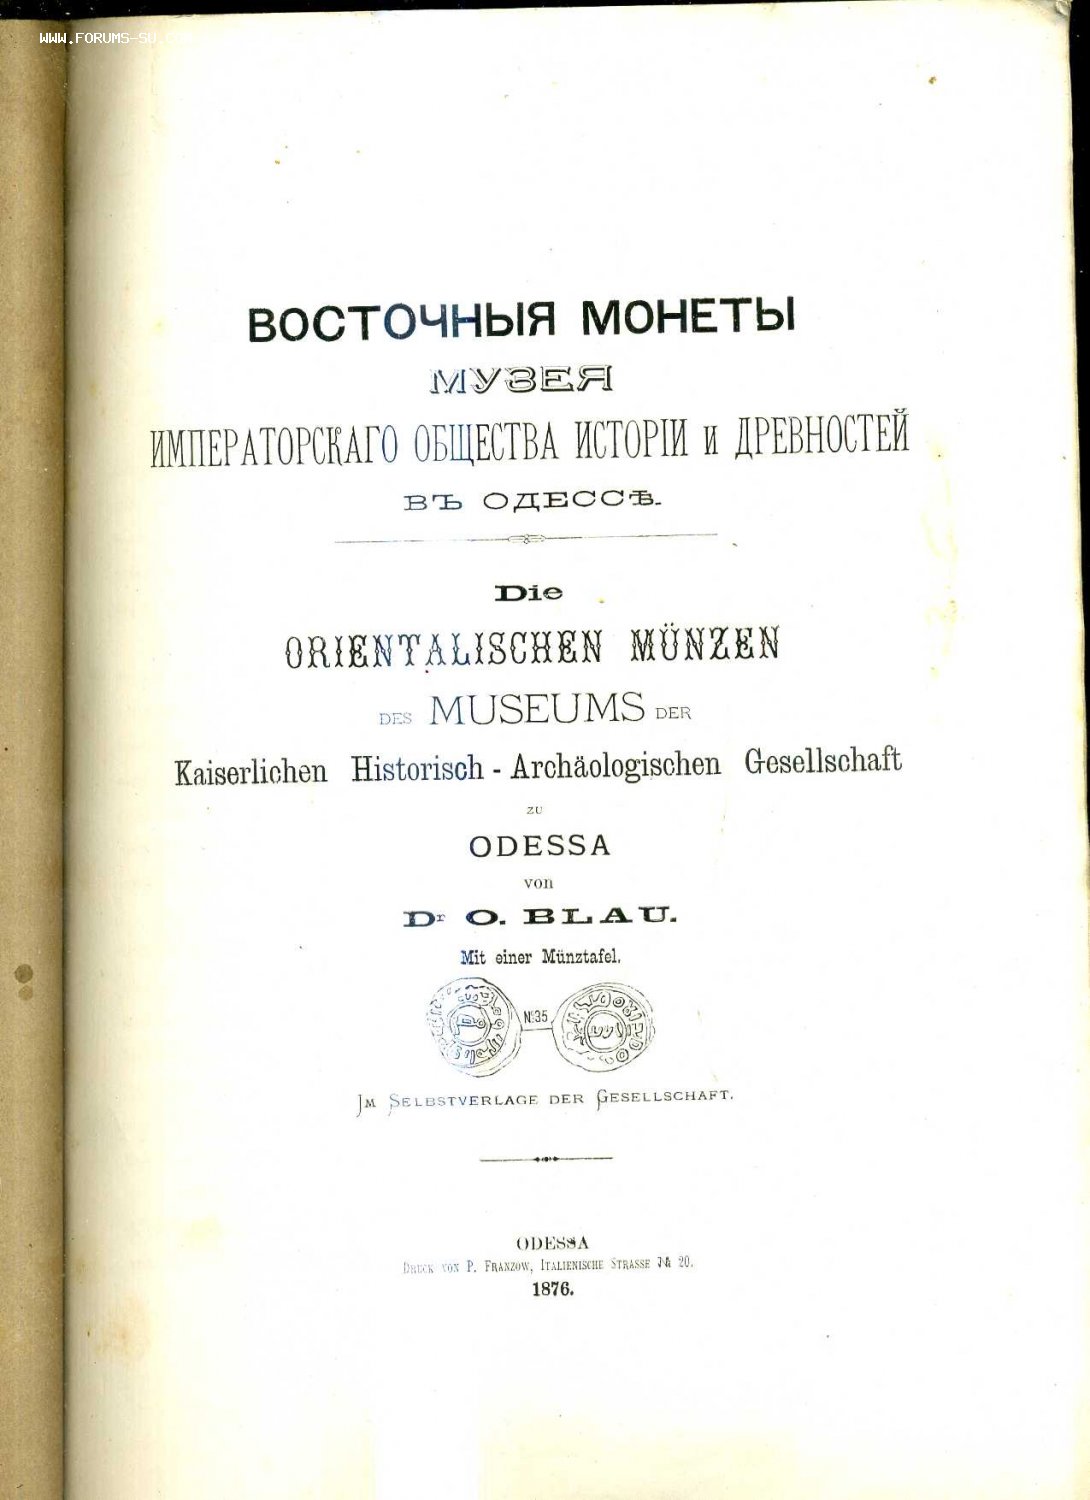 WWW.FORUMS-SU.
ВОСТОЧНЫЯ МОНЕТЫ
МУЗЕЯ
ИМПЕРАТОРСКАГО ОБЩЕСТВА ИСТОРІИ и ДРЕВНОСТЕЙ
ВЪ ОДЕССѢ.
Die
ORIENTALISCHEN MÜNZEN
DES MUSEUMS DER
Kaiserlichen Historisch-Archäologischen Gesellschaft
ZU
ODESSA
von
Dr O. BLAU.
Mit einer Münztafel.
№35.
IM SELBSTVERLAGE DER GESELLSCHAFT.
ODESSA
DRUCK VON P. FRANZOW, ITALIENISCHE STRASSE № 20.
1876.